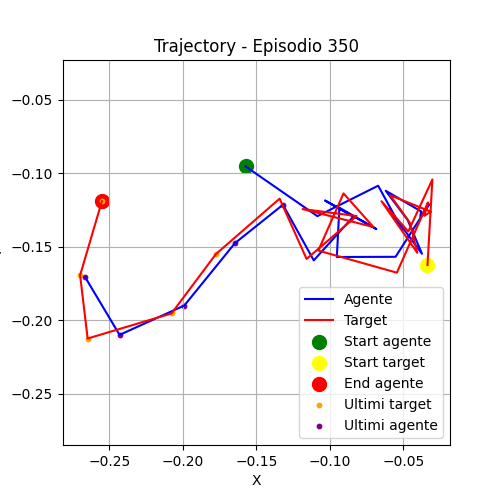 Trajectory - Episodio 350
−0.05
−0.10
−0.15
−0.20
−0.25
−0.25
−0.20
−0.15
−0.10
−0.05
X
Agente
Target
Start agente
Start target
End agente
Ultimi target
Ultimi agente